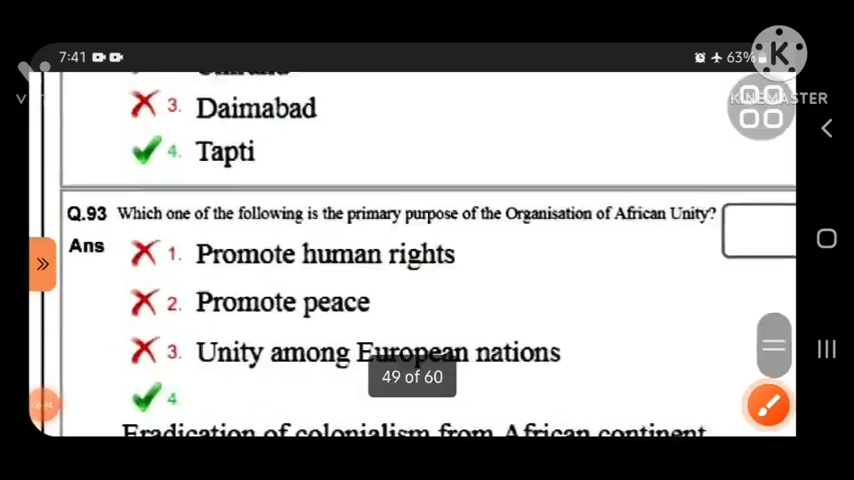 7:41
63%
KINEMASTER
3. Daimabad
4. Tapti
Q.93 Which one of the following is the primary purpose of the Organisation of African Unity?
Ans
1. Promote human rights
2. Promote peace
3. Unity among European nations
49 of 60
4.
Eradication of colonialism from African continent